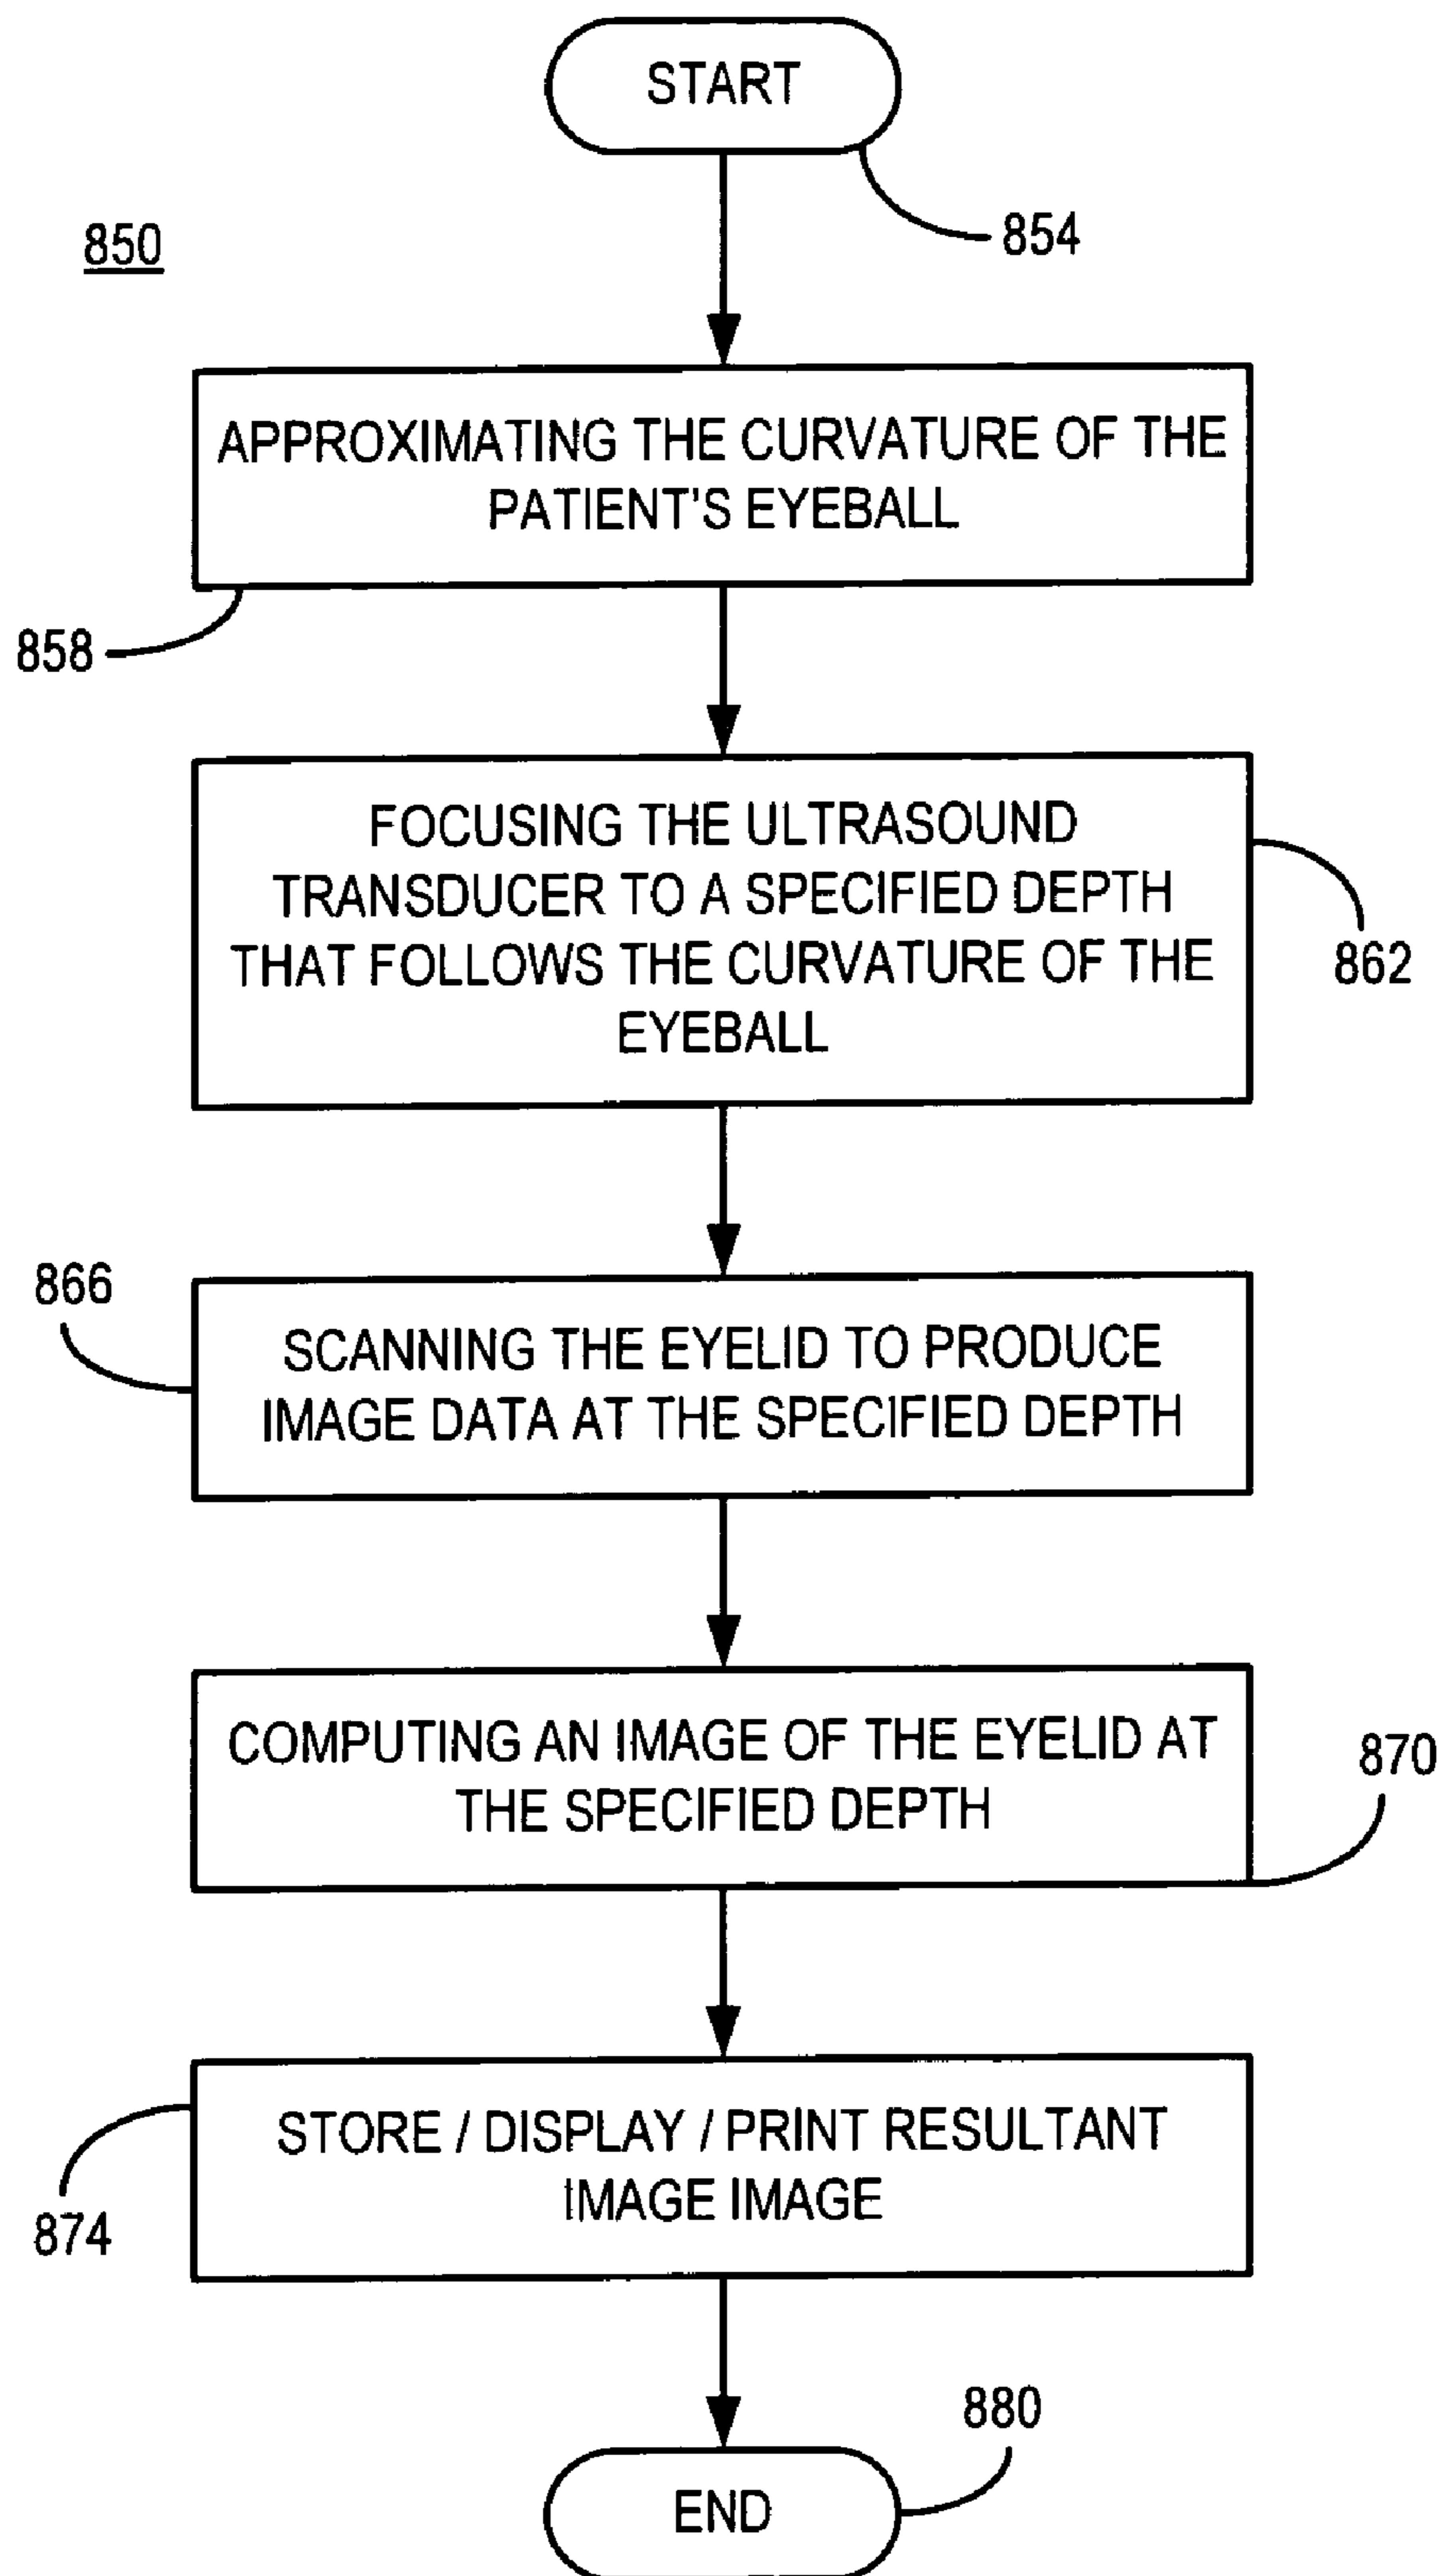 START
854
850
APPROXIMATING THE CURVATURE OF THE
PATIENT'S EYEBALL
858
FOCUSING THE ULTRASOUND
TRANSDUCER TO A SPECIFIED DEPTH
THAT FOLLOWS THE CURVATURE OF THE
EYEBALL
862
866
SCANNING THE EYELID TO PRODUCE
IMAGE DATA AT THE SPECIFIED DEPTH
COMPUTING AN IMAGE OF THE EYELID AT
THE SPECIFIED DEPTH
870
STORE / DISPLAY / PRINT RESULTANT
IMAGE IMAGE
874
880
END